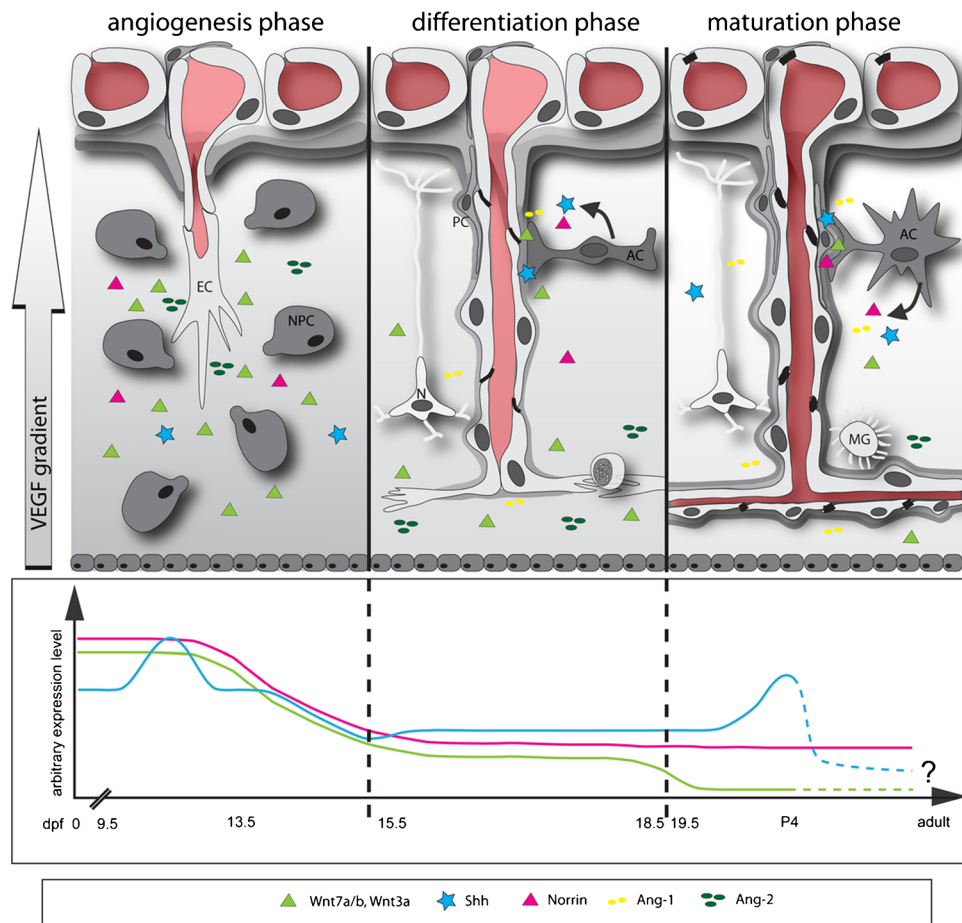 angiogenesis phase
differentiation phase
maturation phase
VEGF gradient
EC
NPC
PC
AC
N
AC
MG
arbitrary expression level
?
dpf 0 9.5 13.5 15.5 18.5 19.5 P4 adult
Wnt7a/b, Wnt3a Shh Norrin Ang-1 Ang-2